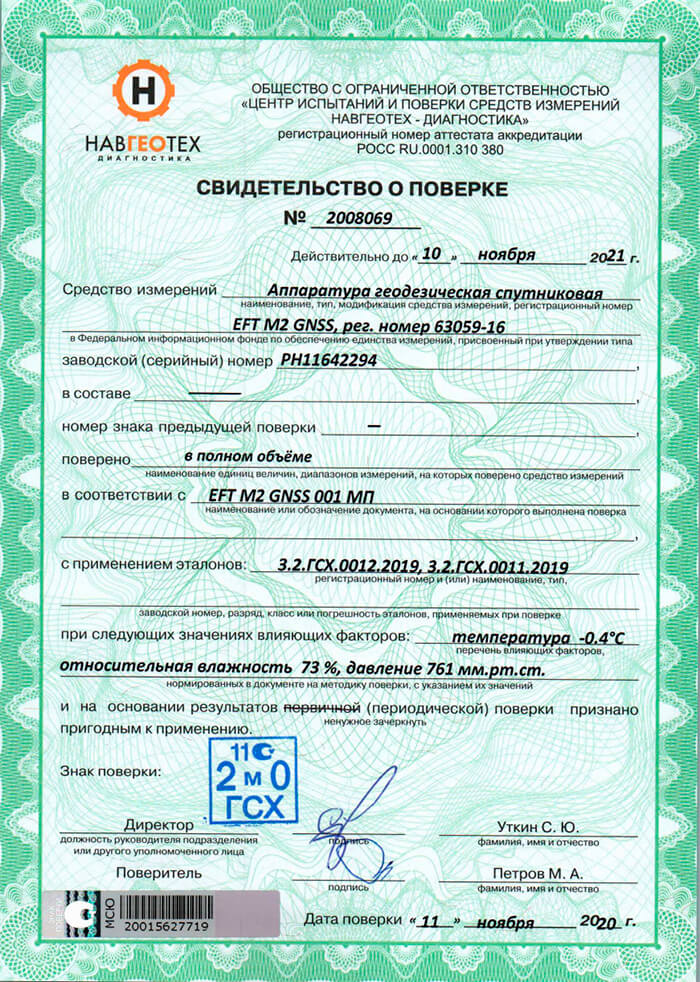 Н
НАВГЕОТЕХ
ДИАГНОСТИКА
ОБЩЕСТВО С ОГРАНИЧЕННОЙ ОТВЕТСТВЕННОСТЬЮ
«ЦЕНТР ИСПЫТАНИЙ И ПОВЕРКИ СРЕДСТВ ИЗМЕРЕНИЙ
НАВГЕОТЕХ - ДИАГНОСТИКА»
регистрационный номер аттестата аккредитации
РОСС RU.0001.310 380
СВИДЕТЕЛЬСТВО О ПОВЕРКЕ
№ 2008069
Действительно до «10» ноября 2021 г.
Средство измерений Аппаратура геодезическая спутниковая
наименование, тип, модификация средства измерений, регистрационный номер
EFT M2 GNSS, рег. номер 63059-16
в Федеральном информационном фонде по обеспечению единства измерений, присвоенный при утверждении типа
заводской (серийный) номер PH11642294 ,
в составе — ,
номер знака предыдущей поверки — ,
поверено в полном объёме
наименование единиц величин, диапазонов измерений, на которых поверено средство измерений
в соответствии с EFT M2 GNSS 001 МП
наименование или обозначение документа, на основании которого выполнена поверка
,
с применением эталонов: 3.2.ГСХ.0012.2019, 3.2.ГСХ.0011.2019
регистрационный номер и (или) наименование, тип,
заводской номер, разряд, класс или погрешность эталонов, применяемых при поверке
при следующих значениях влияющих факторов: температура -0.4°С
перечень влияющих факторов,
относительная влажность 73 %, давление 761 мм.рт.ст.
нормированных в документе на методику поверки, с указанием их значений
и на основании результатов первичной (периодической) поверки признано
ненужное зачеркнуть
пригодным к применению.
Знак поверки:
11
2 м 0
ГСХ
Директор
Уткин С. Ю.
должность руководителя подразделения
или другого уполномоченного лица
подпись
фамилия, имя и отчество
Поверитель
Петров М. А.
подпись
фамилия, имя и отчество
МСЮ
20015627719
Дата поверки «11» ноября 2020 г.